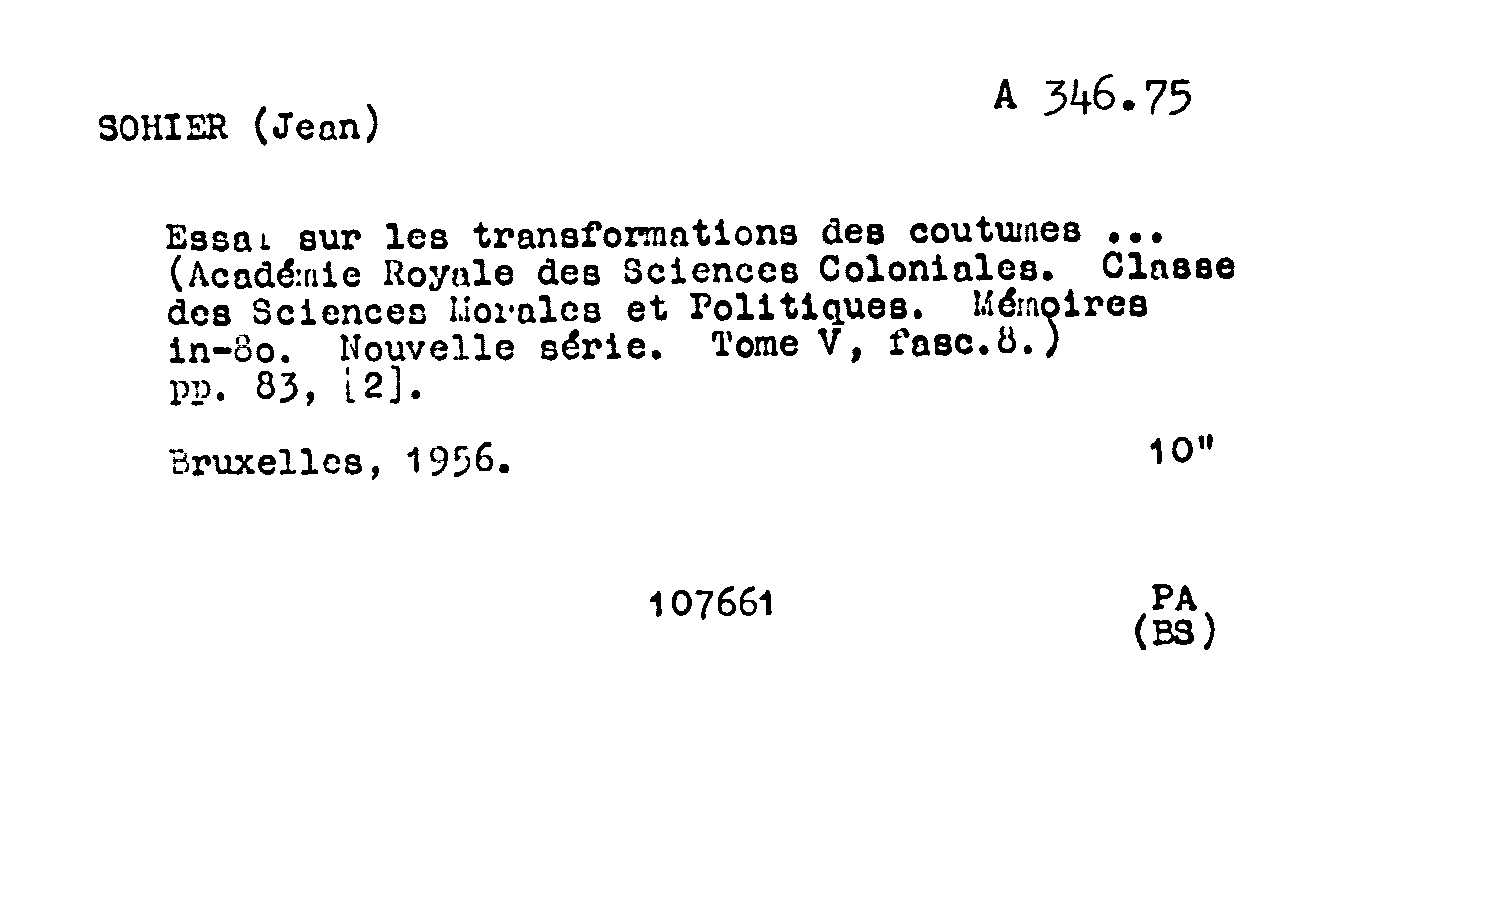 A 346.75
SOHIER (Jean)
Essai sur les transformations des coutumes ...
(Académie Royale des Sciences Coloniales. Classe
des Sciences Morales et Politiques. Mémoires
in-8o. Nouvelle série. Tome V, fasc.8.)
pp. 83, [2].
Bruxelles, 1956.
10"
107661
PA
(BS)